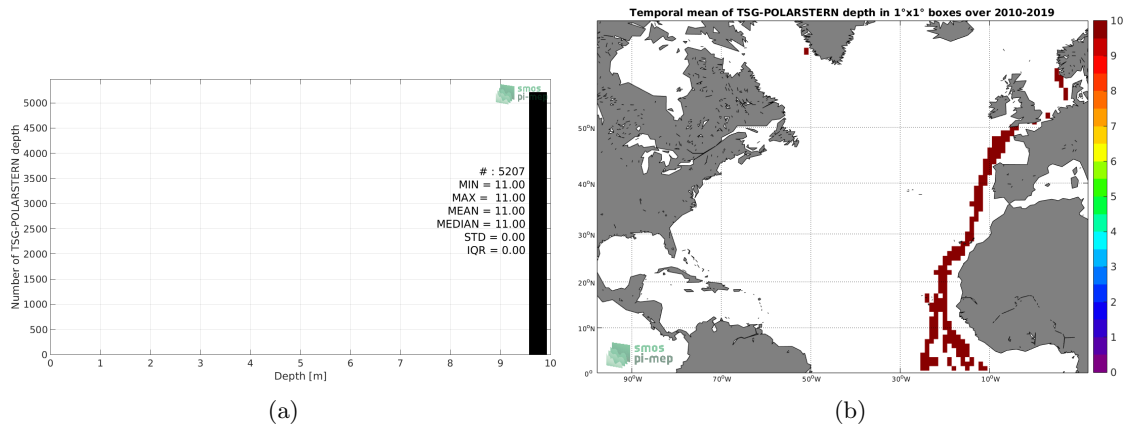 smos
pi-mep
Number of TSG-POLARSTERN depth
5000
4500
4000
3500
3000
2500
2000
1500
1000
500
0
# : 5207
MIN = 11.00
MAX = 11.00
MEAN = 11.00
MEDIAN = 11.00
STD = 0.00
IQR = 0.00
0 1 2 3 4 5 6 7 8 9 10
Depth [m]
(a)
Temporal mean of TSG-POLARSTERN depth in 1°x1° boxes over 2010-2019
50°N
40°N
30°N
20°N
10°N
0°
90°W 70°W 50°W 30°W 10°W
smos
pi-mep
10
9
8
7
6
5
4
3
2
1
0
(b)